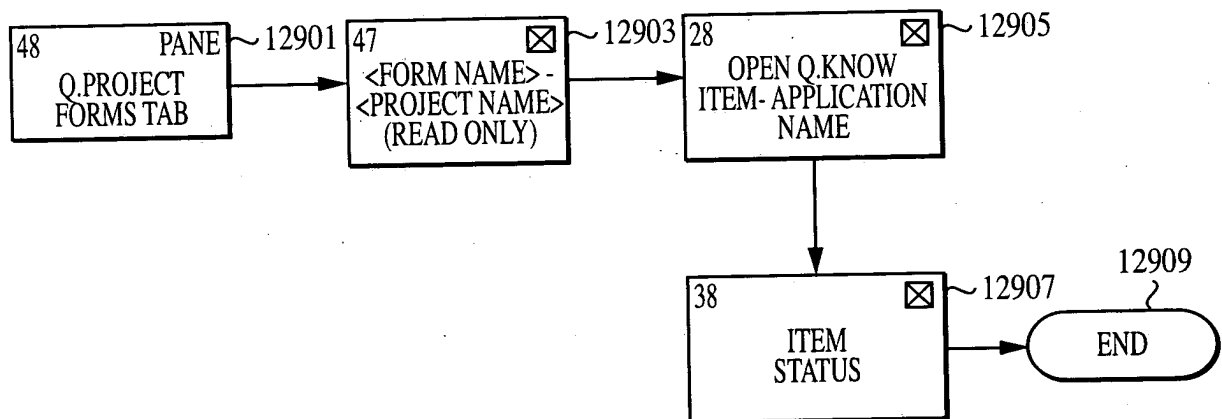 48 PANE 12901
Q.PROJECT
FORMS TAB
47 12903
<FORM NAME> -
<PROJECT NAME>
(READ ONLY)
28 12905
OPEN Q.KNOW
ITEM- APPLICATION
NAME
38 12907
ITEM
STATUS
12909
END